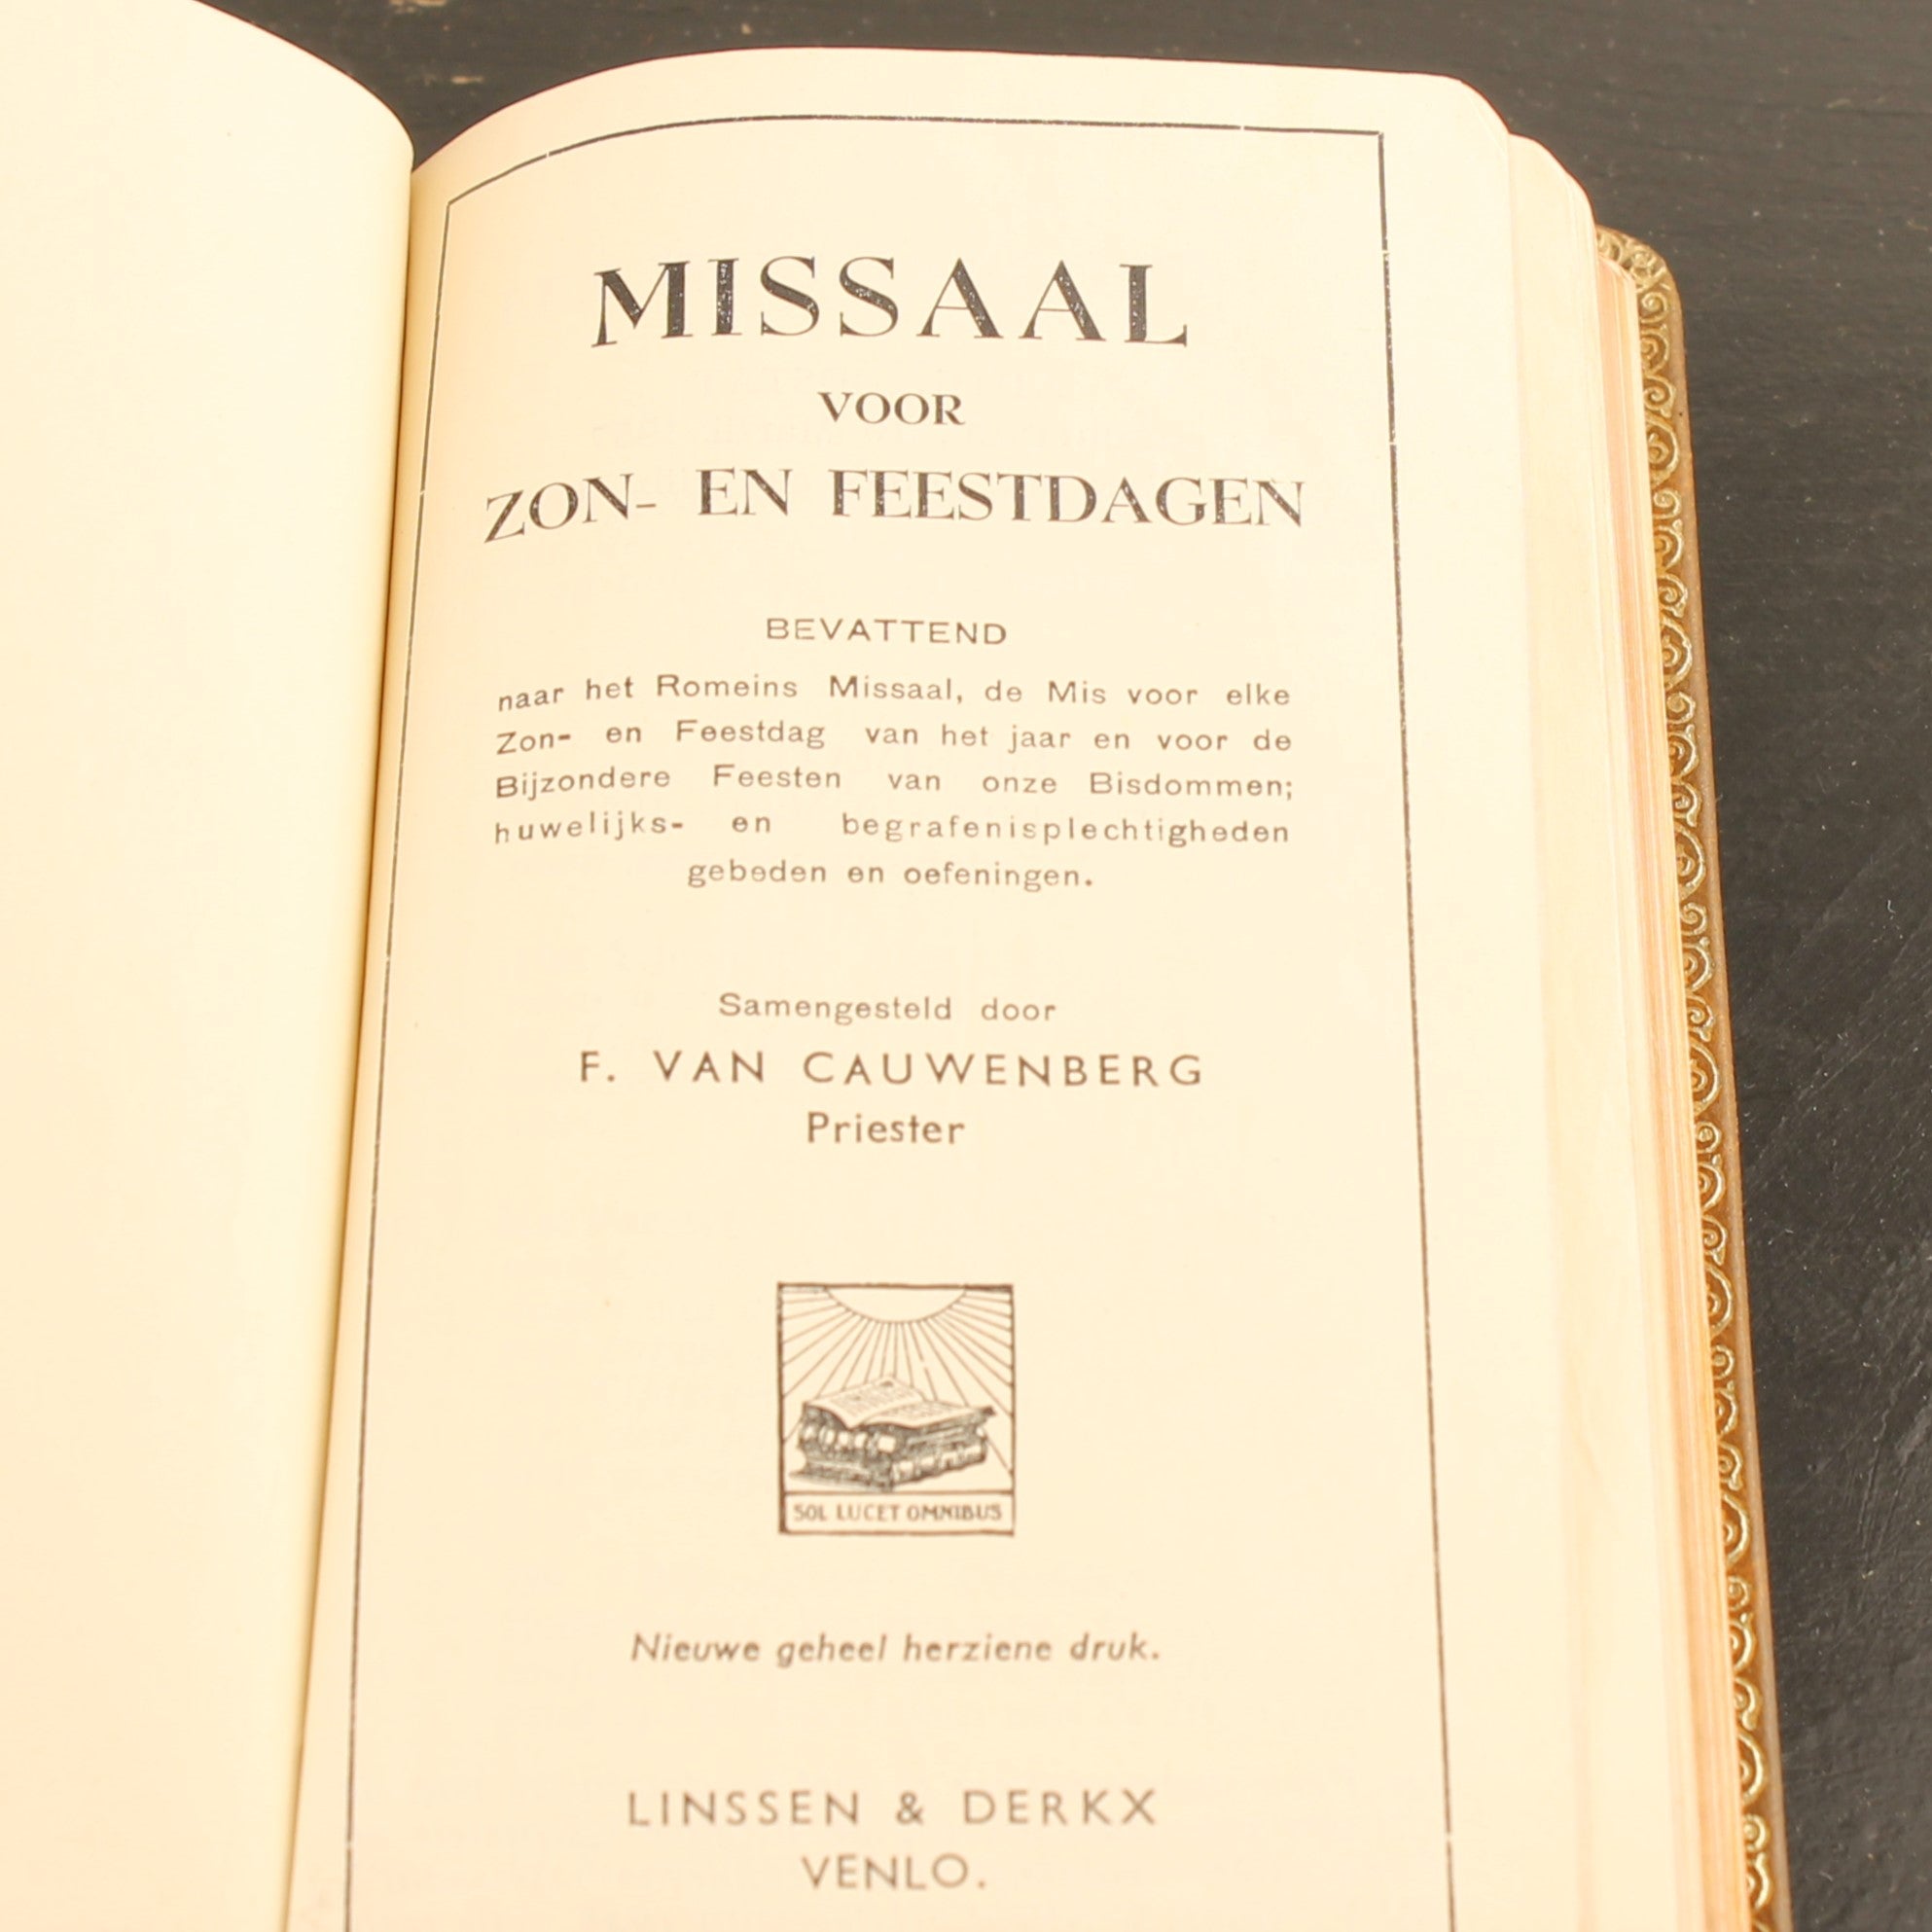 MISSAAL
VOOR
ZON- EN FEESTDAGEN
BEVATTEND
naar het Romeins Missaal, de Mis voor elke
Zon- en Feestdag van het jaar en voor de
Bijzondere Feesten van onze Bisdommen;
huwelijks- en begrafenisplechtigheden
gebeden en oefeningen.
Samengesteld door
F. VAN CAUWENBERG
Priester
SOL LUCET OMNIBUS
Nieuwe geheel herziene druk.
LINSSEN & DERKX
VENLO.